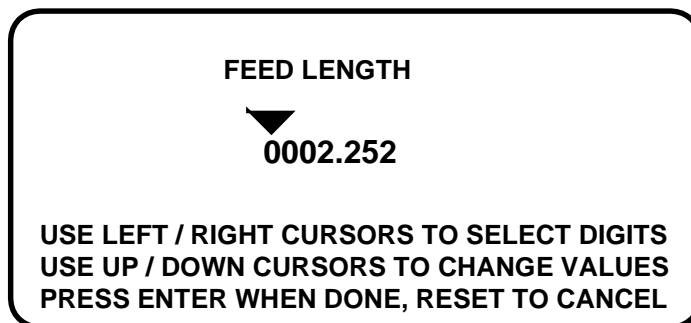 FEED LENGTH
0002.252
USE LEFT / RIGHT CURSORS TO SELECT DIGITS
USE UP / DOWN CURSORS TO CHANGE VALUES
PRESS ENTER WHEN DONE, RESET TO CANCEL